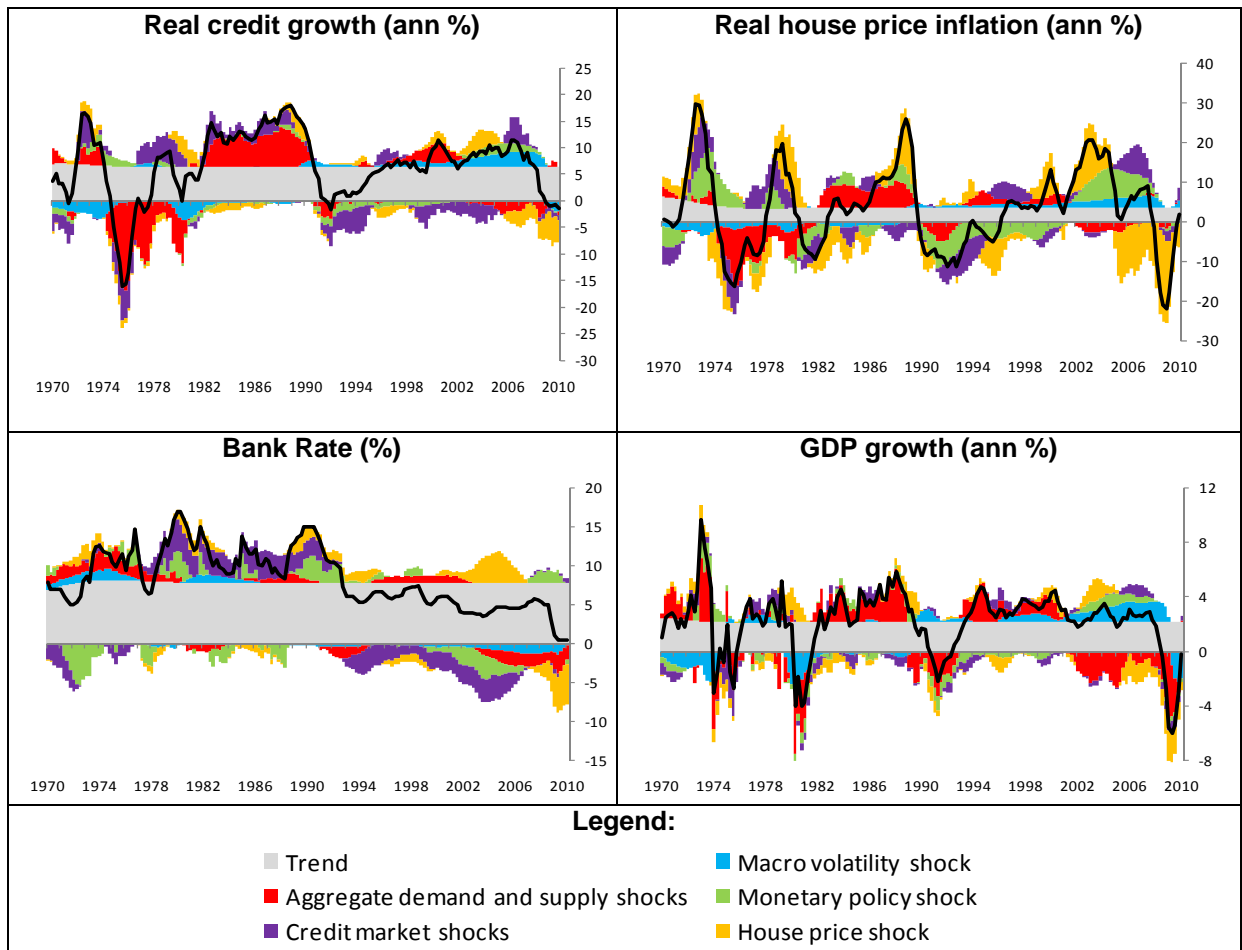 Real credit growth (ann %)
25
20
15
10
5
0
-5
-10
-15
-20
-25
-30
1970 1974 1978 1982 1986 1990 1994 1998 2002 2006 2010
Real house price inflation (ann %)
40
30
20
10
0
-10
-20
-30
1970 1974 1978 1982 1986 1990 1994 1998 2002 2006 2010
Bank Rate (%)
20
15
10
5
0
-5
-10
-15
1970 1974 1978 1982 1986 1990 1994 1998 2002 2006 2010
GDP growth (ann %)
12
8
4
0
-4
-8
1970 1974 1978 1982 1986 1990 1994 1998 2002 2006 2010
Legend:
Trend
Macro volatility shock
Aggregate demand and supply shocks
Monetary policy shock
Credit market shocks
House price shock